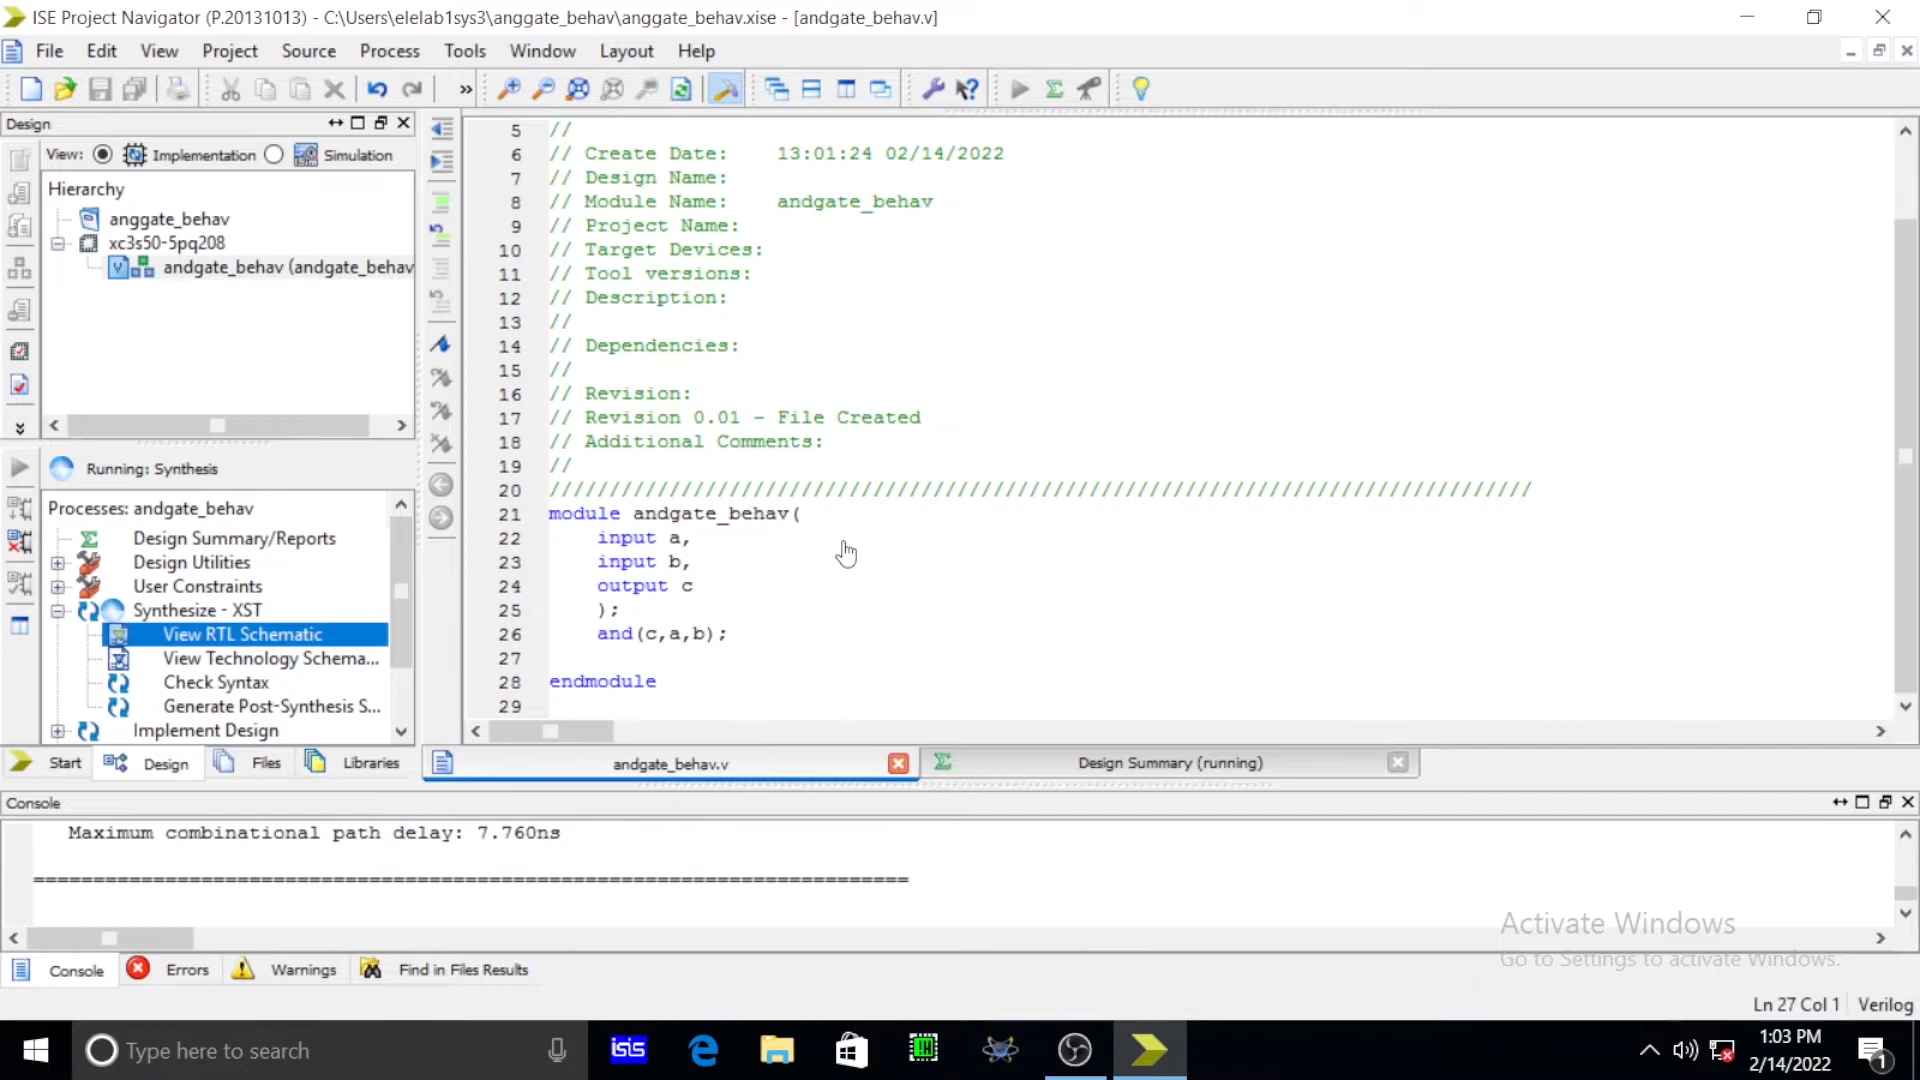 ISE Project Navigator (P.20131013) - C:\Users\elelab1sys3\anggate_behav\anggate_behav.xise - [andgate_behav.v]
File Edit View Project Source Process Tools Window Layout Help
Design
View: Implementation Simulation
Hierarchy
anggate_behav
xc3s50-5pq208
andgate_behav (andgate_behav
Running: Synthesis
Processes: andgate_behav
Design Summary/Reports
Design Utilities
User Constraints
Synthesize - XST
View RTL Schematic
View Technology Schema...
Check Syntax
Generate Post-Synthesis S...
Implement Design
Start Design Files Libraries
5 //
6 // Create Date: 13:01:24 02/14/2022
7 // Design Name:
8 // Module Name: andgate_behav
9 // Project Name:
10 // Target Devices:
11 // Tool versions:
12 // Description:
13 //
14 // Dependencies:
15 //
16 // Revision:
17 // Revision 0.01 - File Created
18 // Additional Comments:
19 //
20 //////////////////////////////////////////////////////////////////////////////////
21 module andgate_behav(
22 input a,
23 input b,
24 output c
25 );
26 and(c,a,b);
27
28 endmodule
29
andgate_behav.v
Design Summary (running)
Console
Maximum combinational path delay: 7.760ns
=========================================================================
Activate Windows
Go to Settings to activate Windows.
Console Errors Warnings Find in Files Results
Ln 27 Col 1 Verilog
Type here to search
isis
1:03 PM
2/14/2022
1